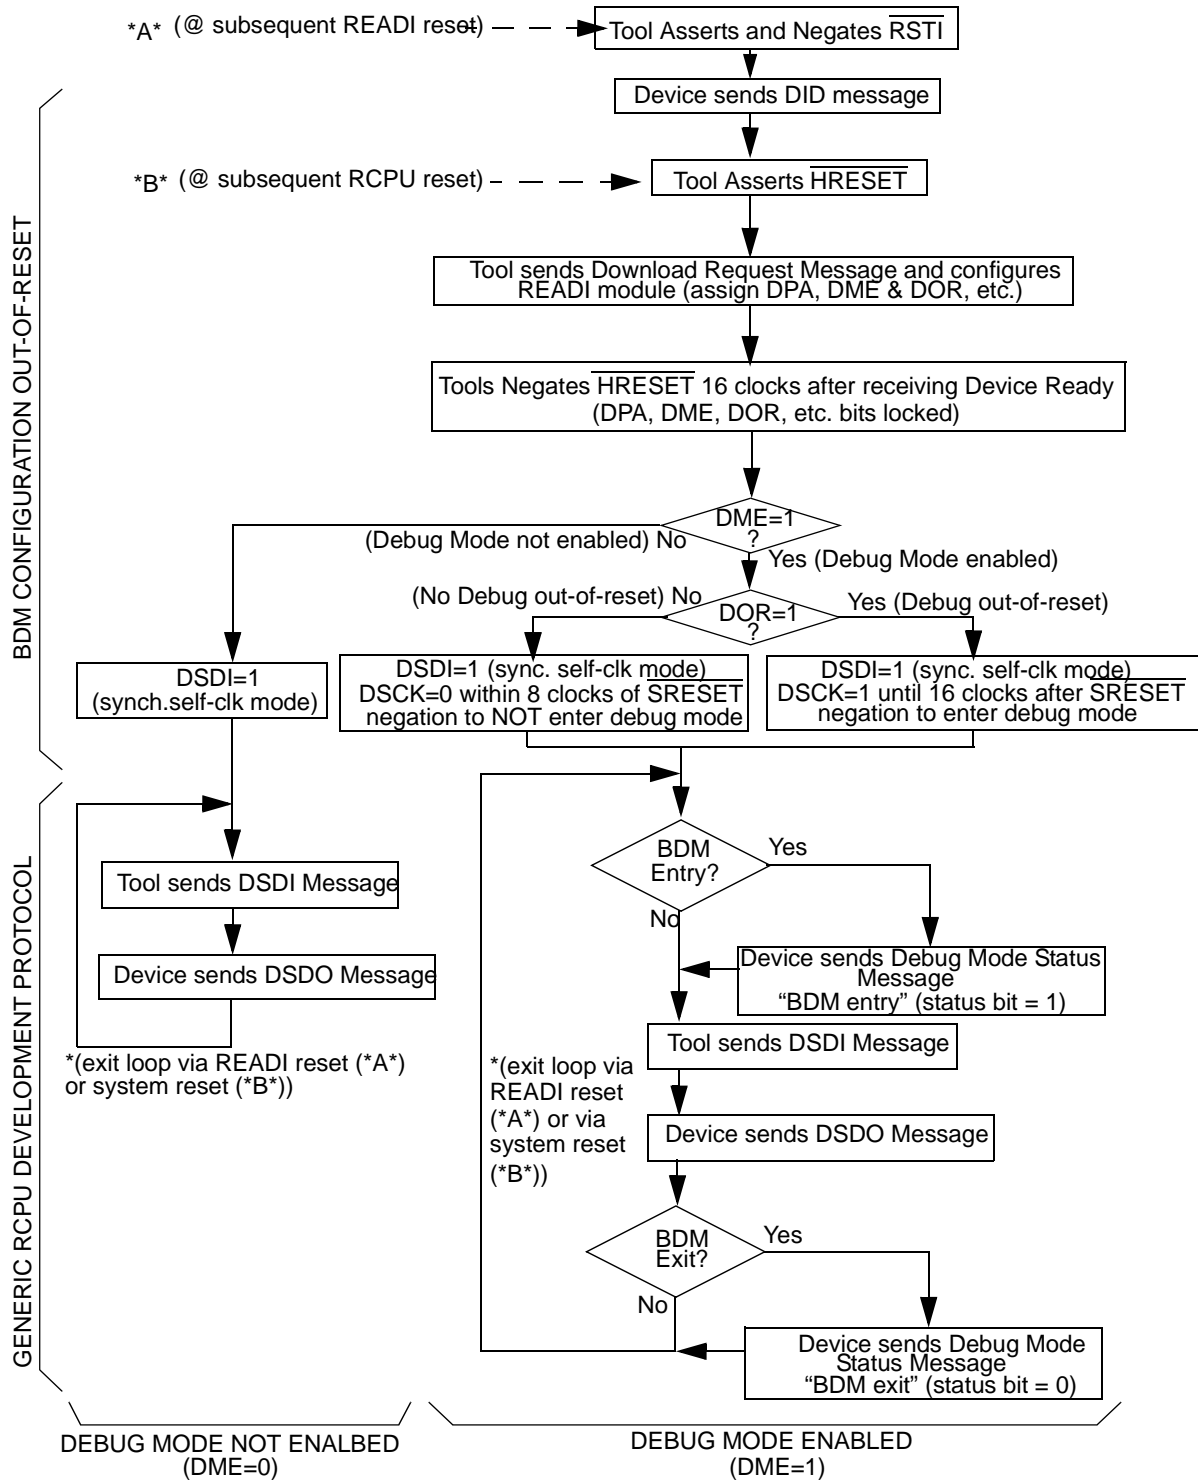 *A* (@ subsequent READI reset)
Tool Asserts and Negates RSTI
Device sends DID message
*B* (@ subsequent RCPU reset)
Tool Asserts HRESET
Tool sends Download Request Message and configures
READI module (assign DPA, DME & DOR, etc.)
Tools Negates HRESET 16 clocks after receiving Device Ready
(DPA, DME, DOR, etc. bits locked)
DME=1
?
(Debug Mode not enabled) No
Yes (Debug Mode enabled)
(No Debug out-of-reset) No
DOR=1
?
Yes (Debug out-of-reset)
DSDI=1
(synch.self-clk mode)
DSDI=1 (sync. self-clk mode)
DSCK=0 within 8 clocks of SRESET
negation to NOT enter debug mode
DSDI=1 (sync. self-clk mode)
DSCK=1 until 16 clocks after SRESET
negation to enter debug mode
BDM CONFIGURATION OUT-OF-RESET
BDM
Entry?
Yes
No
Tool sends DSDI Message
Device sends DSDO Message
*(exit loop via READI reset (*A*)
or system reset (*B*))
Device sends Debug Mode Status
Message
“BDM entry” (status bit = 1)
Tool sends DSDI Message
*(exit loop via
READI reset
(*A*) or via
system reset
(*B*))
Device sends DSDO Message
BDM
Exit?
Yes
No
Device sends Debug Mode
Status Message
“BDM exit” (status bit = 0)
GENERIC RCPU DEVELOPMENT PROTOCOL
DEBUG MODE NOT ENALBED
(DME=0)
DEBUG MODE ENABLED
(DME=1)